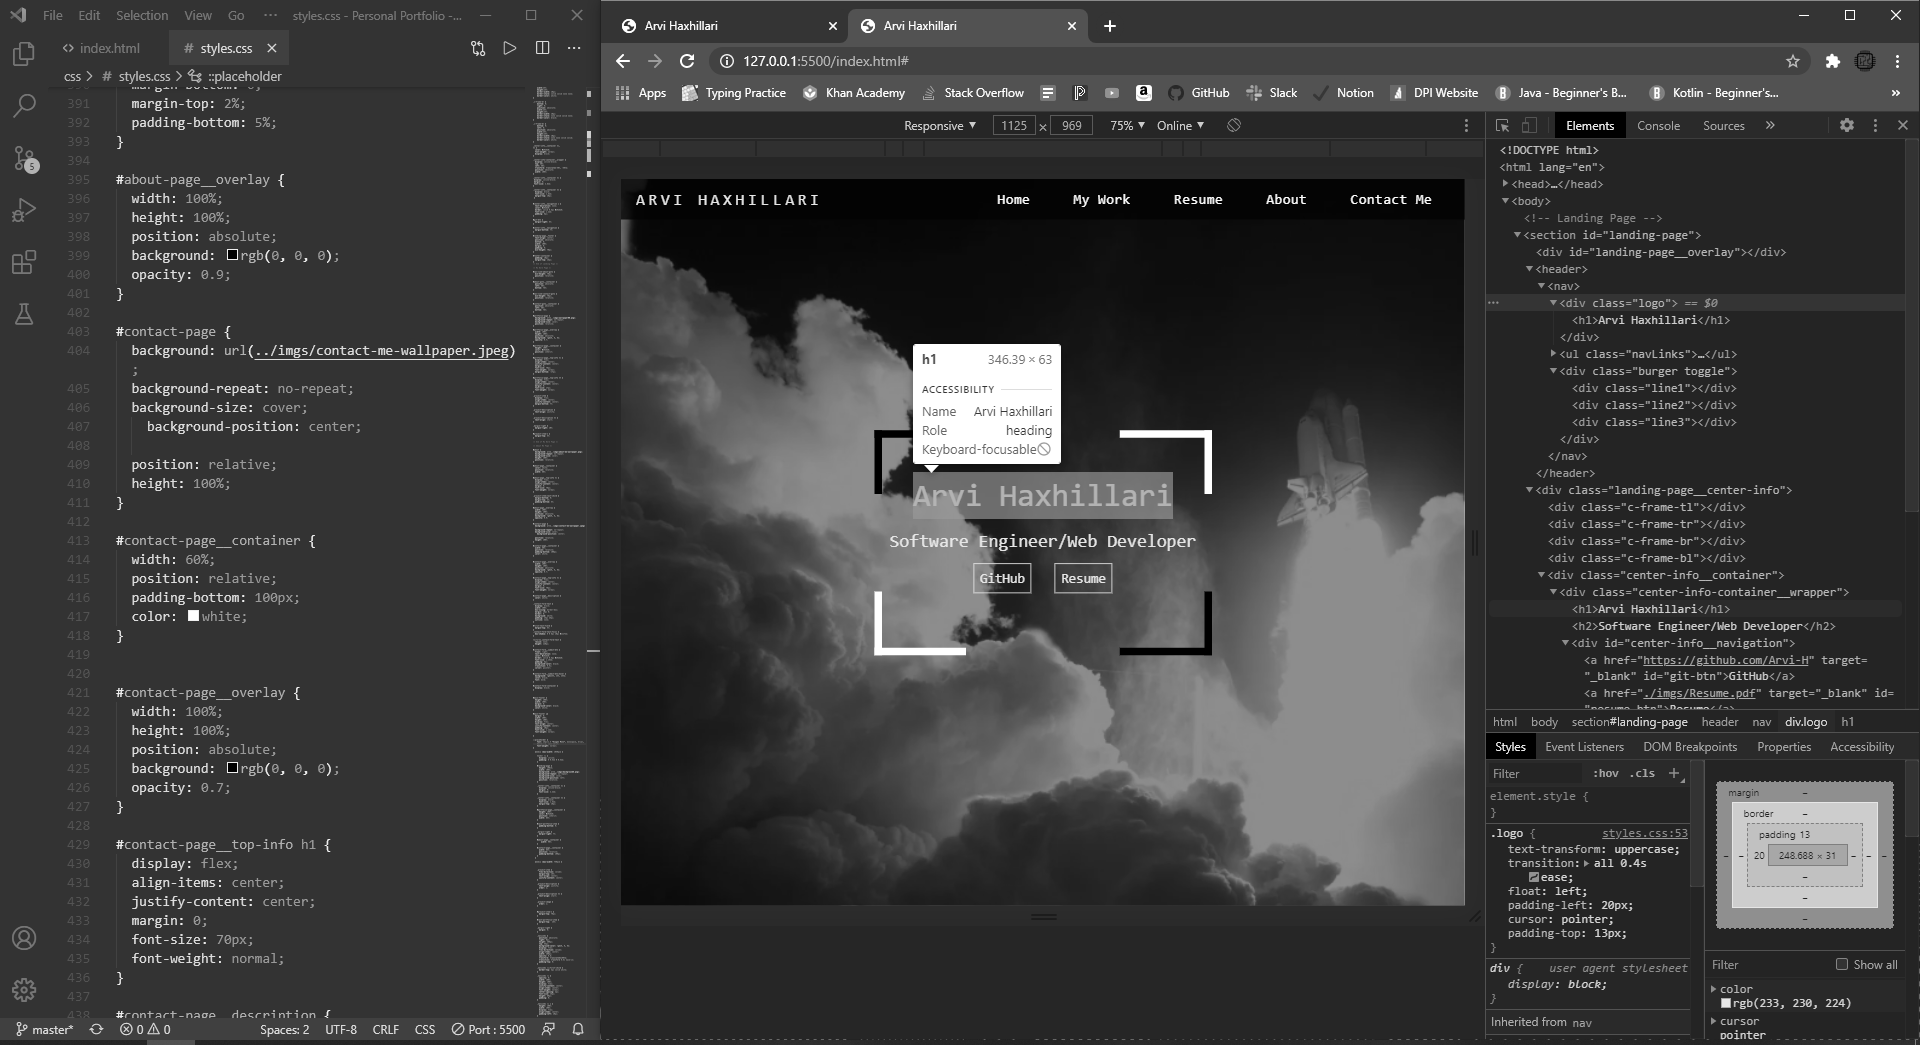 File Edit Selection View Go ··· styles.css - Personal Portfolio -...
index.html # styles.css
css > # styles.css > ::placeholder
391 margin-top: 2%;
392 padding-bottom: 5%;
393 }
394
395 #about-page__overlay {
396 width: 100%;
397 height: 100%;
398 position: absolute;
399 background: rgb(0, 0, 0);
400 opacity: 0.9;
401 }
402
403 #contact-page {
404 background: url(../imgs/contact-me-wallpaper.jpeg)
;
405 background-repeat: no-repeat;
406 background-size: cover;
407 background-position: center;
408
409 position: relative;
410 height: 100%;
411 }
412
413 #contact-page__container {
414 width: 60%;
415 position: relative;
416 padding-bottom: 100px;
417 color: white;
418 }
419
420
421 #contact-page__overlay {
422 width: 100%;
423 height: 100%;
424 position: absolute;
425 background: rgb(0, 0, 0);
426 opacity: 0.7;
427 }
428
429 #contact-page__top-info h1 {
430 display: flex;
431 align-items: center;
432 justify-content: center;
433 margin: 0;
434 font-size: 70px;
435 font-weight: normal;
436 }
437
438 #contact-page__description {
5
master* 0 0 Spaces: 2 UTF-8 CRLF CSS Port : 5500
Arvi Haxhillari Arvi Haxhillari
127.0.0.1:5500/index.html#
Apps Typing Practice Khan Academy Stack Overflow GitHub Slack Notion DPI Website Java - Beginner's B... Kotlin - Beginner's... »
Responsive 1125 x 969 75% Online
ARVI HAXHILLARI Home My Work Resume About Contact Me
h1 346.39 × 63
ACCESSIBILITY
Name Arvi Haxhillari
Role heading
Keyboard-focusable
Arvi Haxhillari
Software Engineer/Web Developer
GitHub Resume
Elements Console Sources »
<!DOCTYPE html>
<html lang="en">
<head>…</head>
<body>
<!-- Landing Page -->
<section id="landing-page">
<div id="landing-page__overlay"></div>
<header>
<nav>
<div class="logo"> == $0
<h1>Arvi Haxhillari</h1>
</div>
<ul class="navLinks">…</ul>
<div class="burger toggle">
<div class="line1"></div>
<div class="line2"></div>
<div class="line3"></div>
</div>
</nav>
</header>
<div class="landing-page__center-info">
<div class="c-frame-tl"></div>
<div class="c-frame-tr"></div>
<div class="c-frame-br"></div>
<div class="c-frame-bl"></div>
<div class="center-info__container">
<div class="center-info-container__wrapper">
<h1>Arvi Haxhillari</h1>
<h2>Software Engineer/Web Developer</h2>
<div id="center-info__navigation">
<a href="https://github.com/Arvi-H" target=
"_blank" id="git-btn">GitHub</a>
<a href="./imgs/Resume.pdf" target="_blank" id=
"resume-btn">Resume</a>
html body section#landing-page header nav div.logo h1
Styles Event Listeners DOM Breakpoints Properties Accessibility
Filter :hov .cls +
element.style {
}
.logo { styles.css:53
text-transform: uppercase;
transition: all 0.4s
ease;
float: left;
padding-left: 20px;
cursor: pointer;
padding-top: 13px;
}
div { user agent stylesheet
display: block;
}
Inherited from nav
margin –
border –
padding 13
20 248.688 × 31
Filter Show all
color
rgb(233, 230, 224)
cursor
pointer